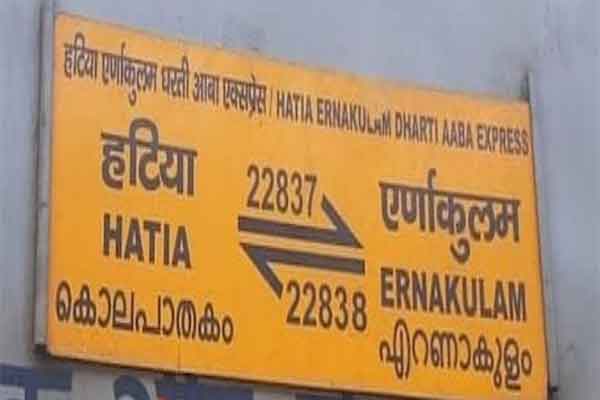 हटिया एर्णाकुलम धरती आबा एक्सप्रेस / HATIA ERNAKULAM DHARTI AABA EXPRESS
हटिया 22837 एर्णाकुलम
HATIA ERNAKULAM
22838
കൊലപാതകം എറണാകുളം